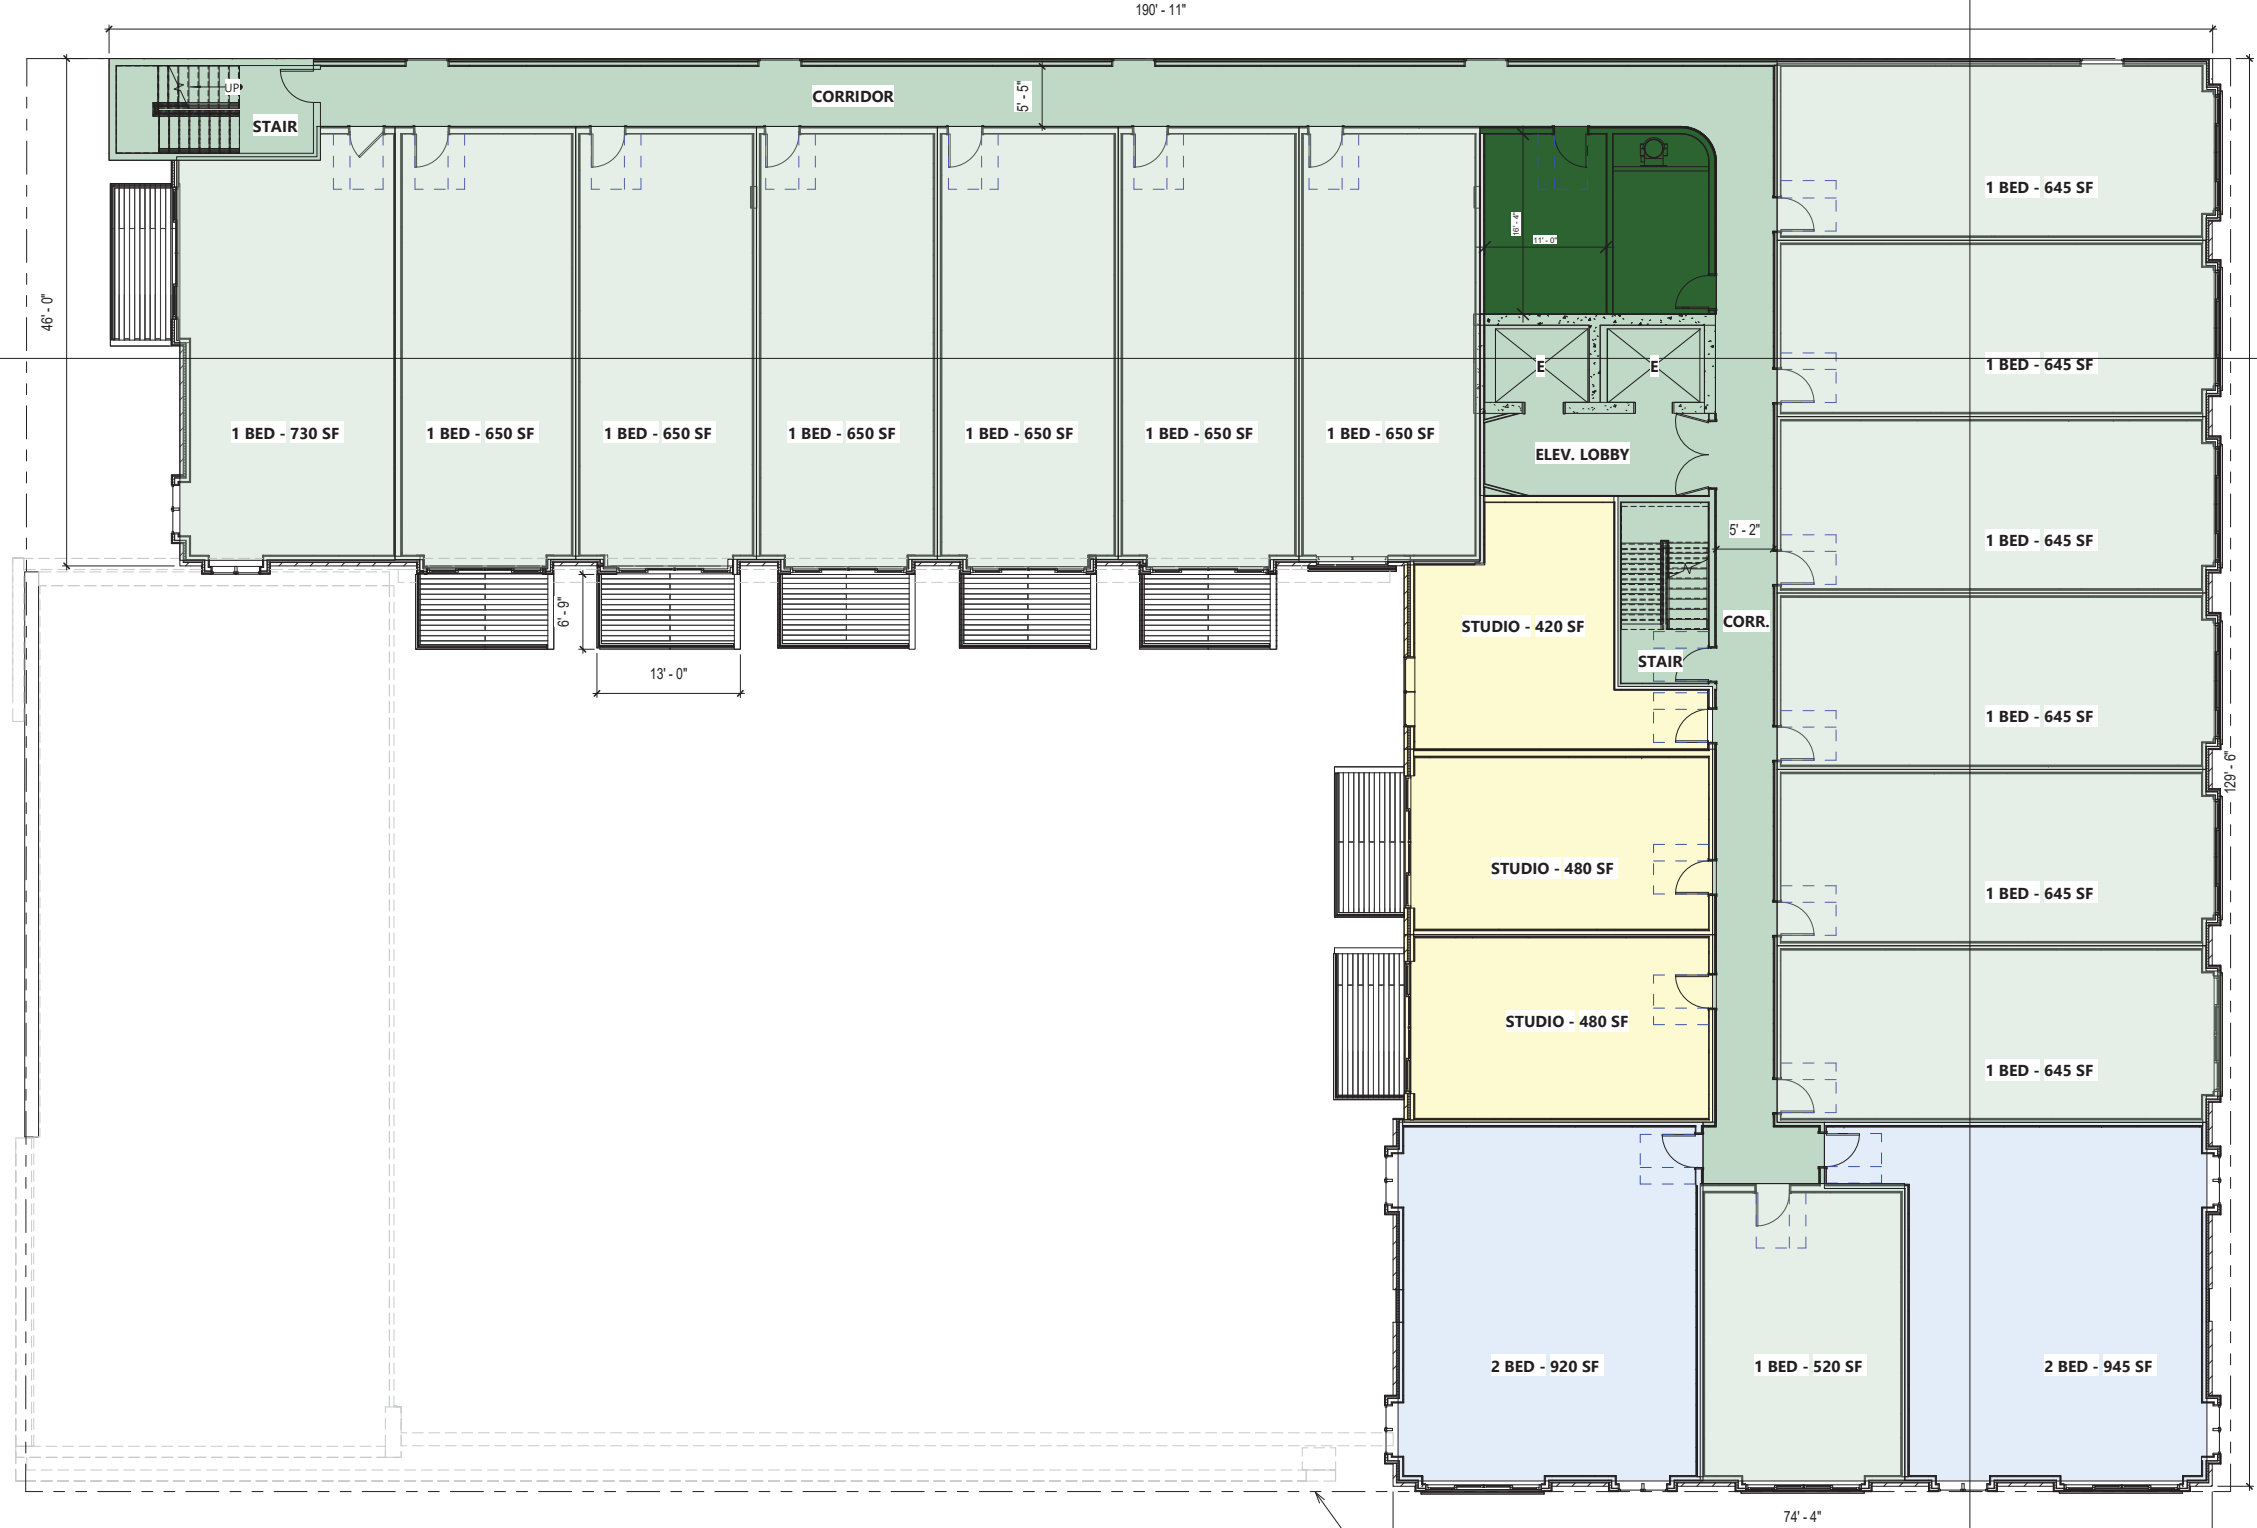 190' - 11"
UP
STAIR
CORRIDOR
5' - 5"
46' - 0"
1 BED - 645 SF
16' - 4"
11' - 0"
1 BED - 645 SF
E
E
1 BED - 730 SF
1 BED - 650 SF
1 BED - 650 SF
1 BED - 650 SF
1 BED - 650 SF
1 BED - 650 SF
1 BED - 650 SF
ELEV. LOBBY
5' - 2"
1 BED - 645 SF
6' - 9"
13' - 0"
STUDIO - 420 SF
CORR.
STAIR
1 BED - 645 SF
129' - 6"
STUDIO - 480 SF
1 BED - 645 SF
STUDIO - 480 SF
1 BED - 645 SF
2 BED - 920 SF
1 BED - 520 SF
2 BED - 945 SF
74' - 4"